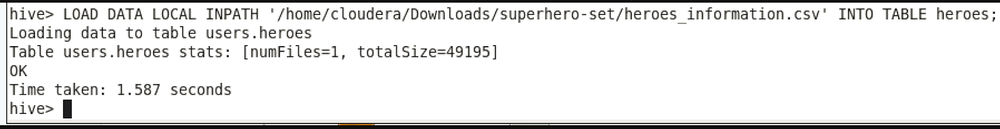 hive> LOAD DATA LOCAL INPATH '/home/cloudera/Downloads/superhero-set/heroes_information.csv' INTO TABLE heroes;
Loading data to table users.heroes
Table users.heroes stats: [numFiles=1, totalSize=49195]
OK
Time taken: 1.587 seconds
hive>